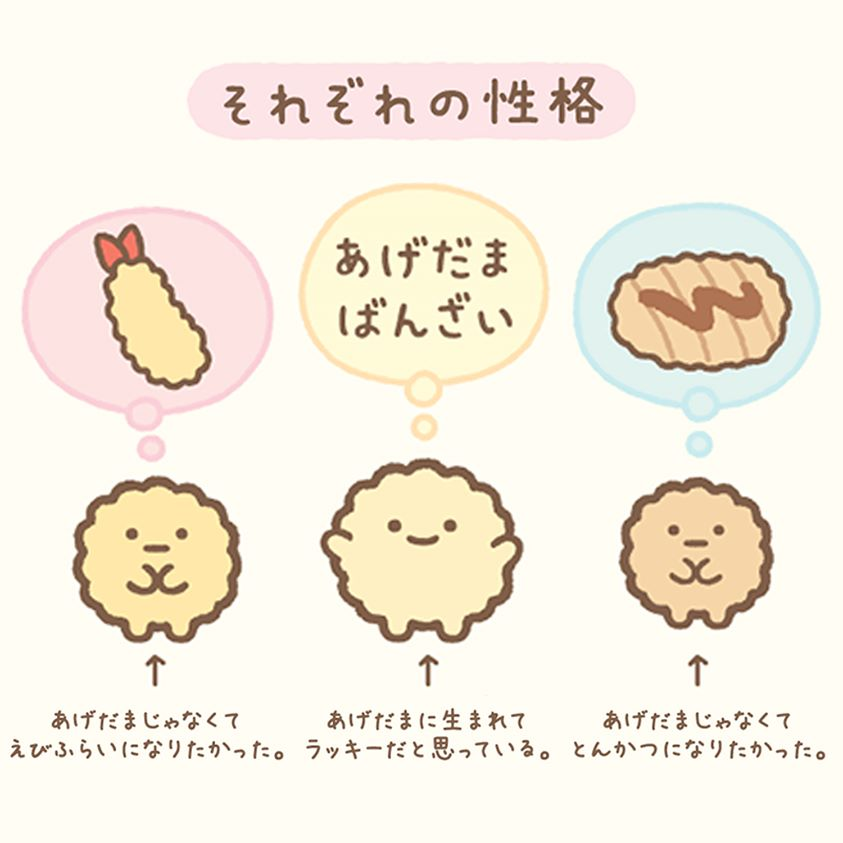 それぞれの性格
あげだま
ばんざい
あげだまじゃなくて
えびふらいになりたかった。
あげだまに生まれて
ラッキーだと思っている。
あげだまじゃなくて
とんかつになりたかった。